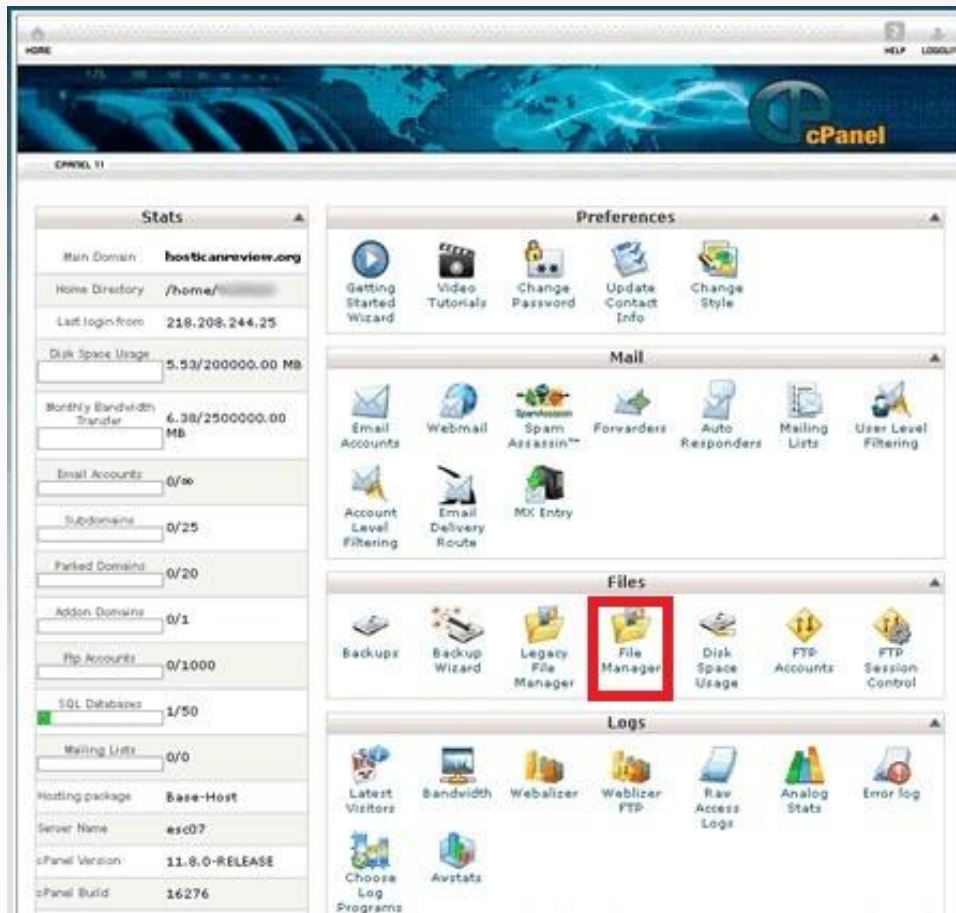 HOME
HELP LOGOUT
cPanel
CPANEL 11
Stats
Main Domain hosticanreview.org
Home Directory /home/
Last login from 218.208.244.25
Disk Space Usage 5.53/200000.00 MB
Monthly Bandwidth
Transfer
6.38/2500000.00
MB
Email Accounts 0/∞
Subdomains 0/25
Parked Domains 0/20
Addon Domains 0/1
Ftp Accounts 0/1000
SQL Databases 1/50
Mailing Lists 0/0
Hosting package Base-Host
Server Name esc07
cPanel Version 11.8.0-RELEASE
cPanel Build 16276
Preferences
Getting
Started
Wizard
Video
Tutorials
Change
Password
Update
Contact
Info
Change
Style
Mail
Email
Accounts
Webmail
SpamAssassin
Spam
Assassin™
Forwarders
Auto
Responders
Mailing
Lists
User Level
Filtering
Account
Level
Filtering
Email
Delivery
Route
MX Entry
Files
Backups
Backup
Wizard
Legacy
File
Manager
File
Manager
Disk
Space
Usage
FTP
Accounts
FTP
Session
Control
Logs
Latest
Visitors
Bandwidth
Webalizer
Weblizer
FTP
Raw
Access
Logs
Analog
Stats
Error log
Choose
Log
Programs
Awstats